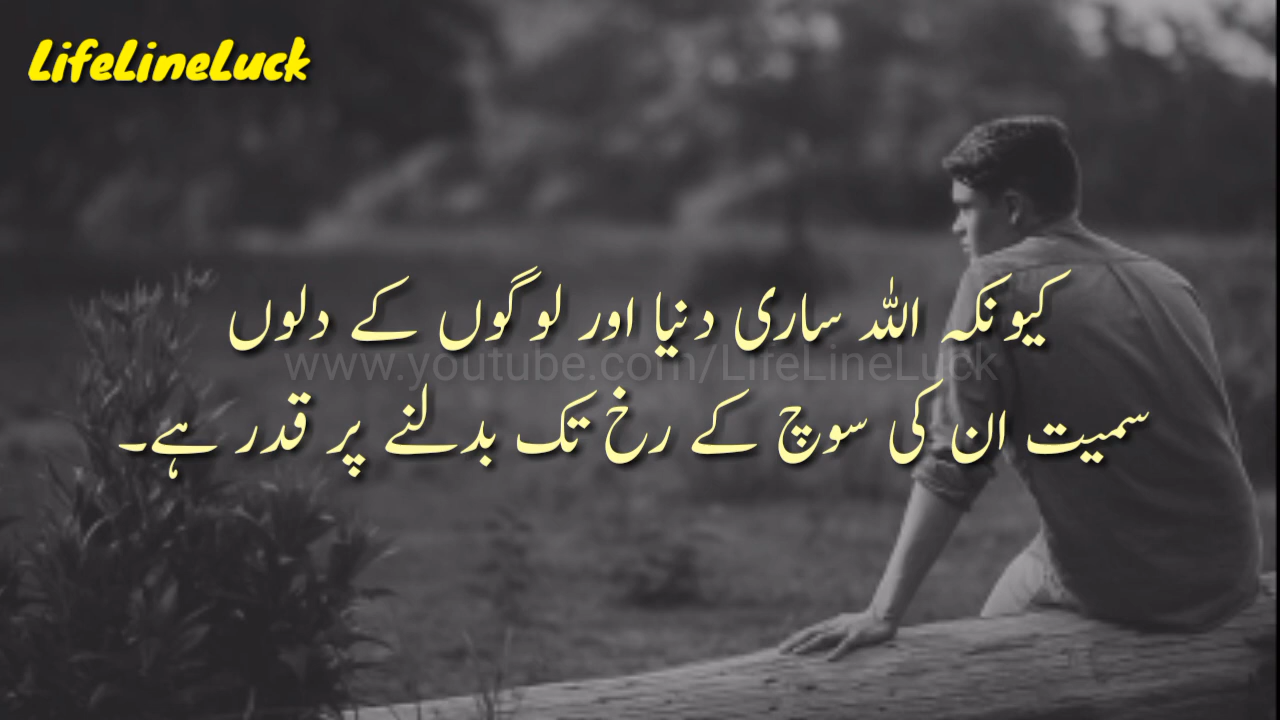 LifeLineLuck
کیونکہ اللہ ساری دنیا اور لوگوں کے دلوں
www.youtube.com/LifeLineLuck
سمیت ان کی سوچ کے رخ تک بدلنے پر قدر ہے۔